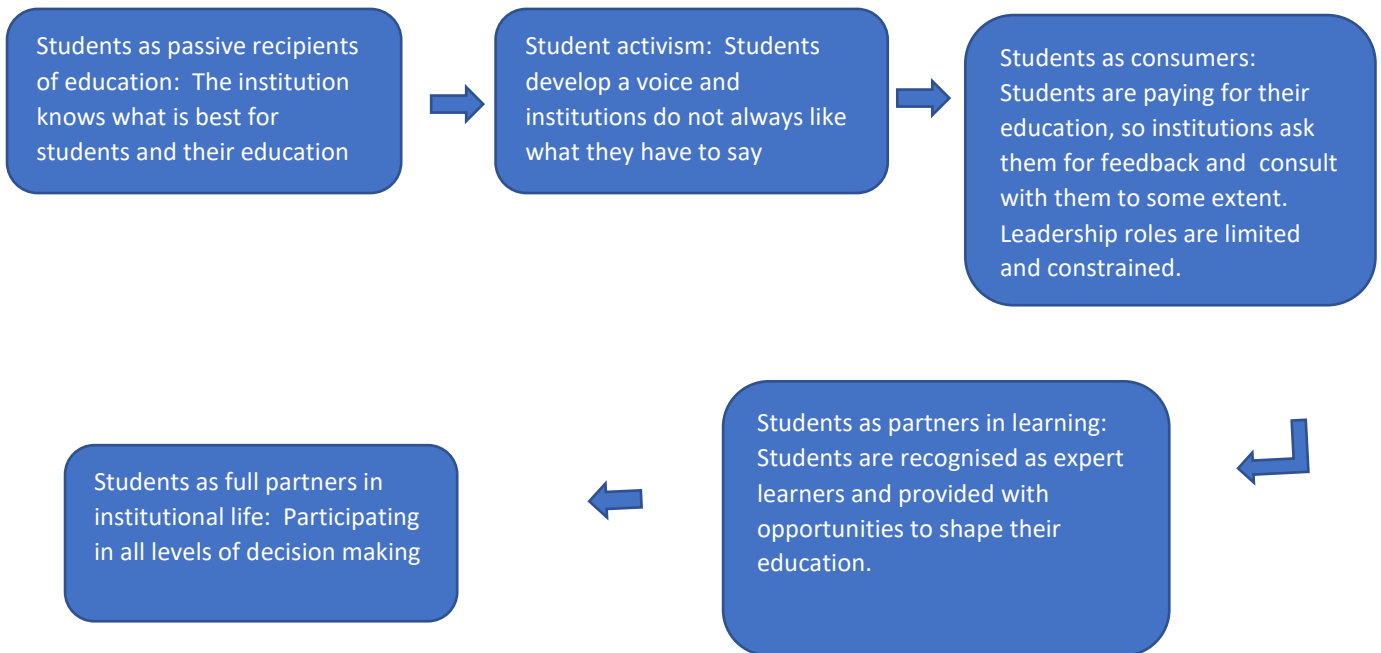 Students as passive recipients
of education:  The institution
knows what is best for
students and their education
Student activism:  Students
develop a voice and
institutions do not always like
what they have to say
Students as consumers:
Students are paying for their
education, so institutions ask
them for feedback and  consult
with them to some extent.
Leadership roles are limited
and constrained.
Students as partners in learning:
Students are recognised as expert
learners and provided with
opportunities to shape their
education.
Students as full partners in
institutional life:  Participating
in all levels of decision making